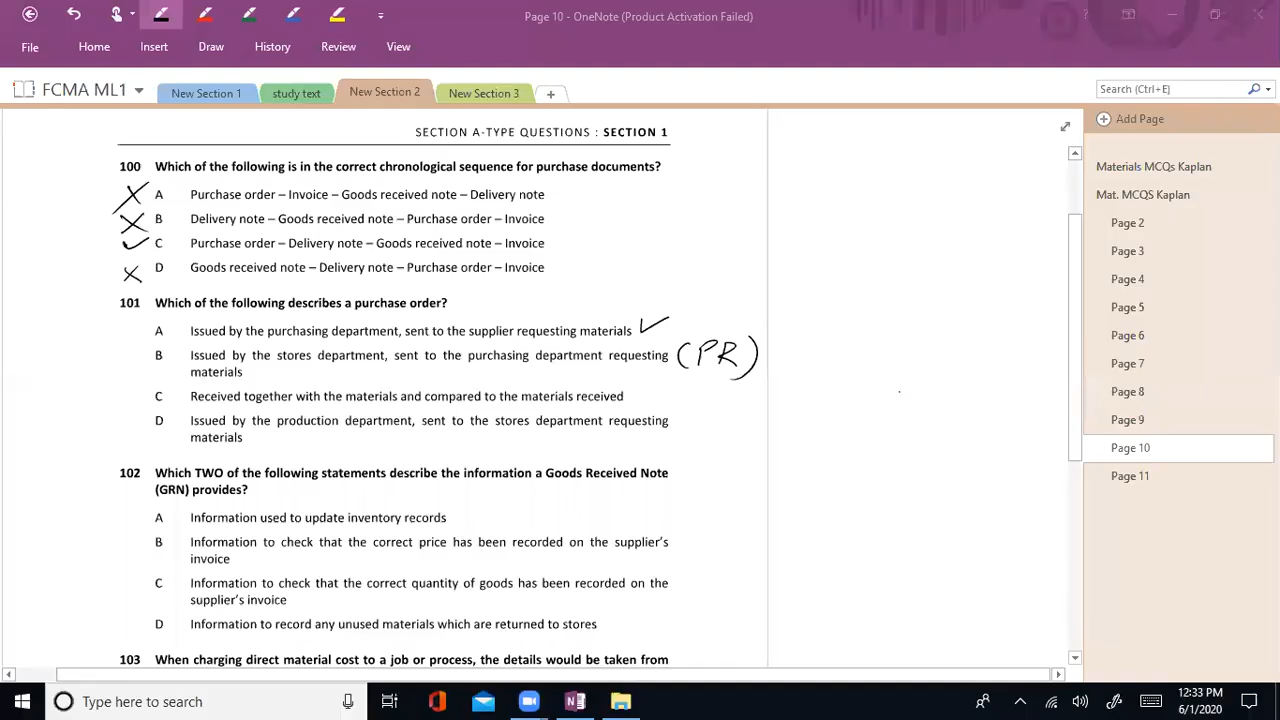 Page 10 - OneNote (Product Activation Failed)
?
File
Home
Insert
Draw
History
Review
View
FCMA ML1
New Section 1
study text
New Section 2
New Section 3
Search (Ctrl+E)
SECTION A-TYPE QUESTIONS : SECTION 1
100 Which of the following is in the correct chronological sequence for purchase documents?
A Purchase order – Invoice – Goods received note – Delivery note
B Delivery note – Goods received note – Purchase order – Invoice
C Purchase order – Delivery note – Goods received note – Invoice
D Goods received note – Delivery note – Purchase order – Invoice
101 Which of the following describes a purchase order?
A Issued by the purchasing department, sent to the supplier requesting materials
B Issued by the stores department, sent to the purchasing department requesting
materials
(PR)
C Received together with the materials and compared to the materials received
D Issued by the production department, sent to the stores department requesting
materials
102 Which TWO of the following statements describe the information a Goods Received Note
(GRN) provides?
A Information used to update inventory records
B Information to check that the correct price has been recorded on the supplier's
invoice
C Information to check that the correct quantity of goods has been recorded on the
supplier's invoice
D Information to record any unused materials which are returned to stores
103 When charging direct material cost to a job or process, the details would be taken from
Add Page
Materials MCQs Kaplan
Mat. MCQS Kaplan
Page 2
Page 3
Page 4
Page 5
Page 6
Page 7
Page 8
Page 9
Page 10
Page 11
Type here to search
12:33 PM
6/1/2020